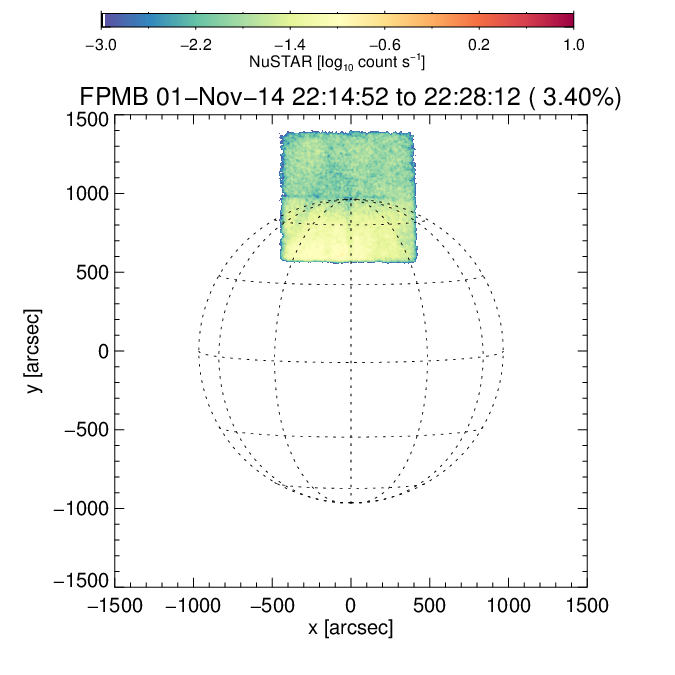 −3.0 −2.2 −1.4 −0.6 0.2 1.0
NuSTAR [log₁₀ count s⁻¹]
FPMB 01−Nov−14 22:14:52 to 22:28:12 ( 3.40%)
1500
1000
500
0
−500
−1000
−1500
y [arcsec]
−1500 −1000 −500 0 500 1000 1500
x [arcsec]